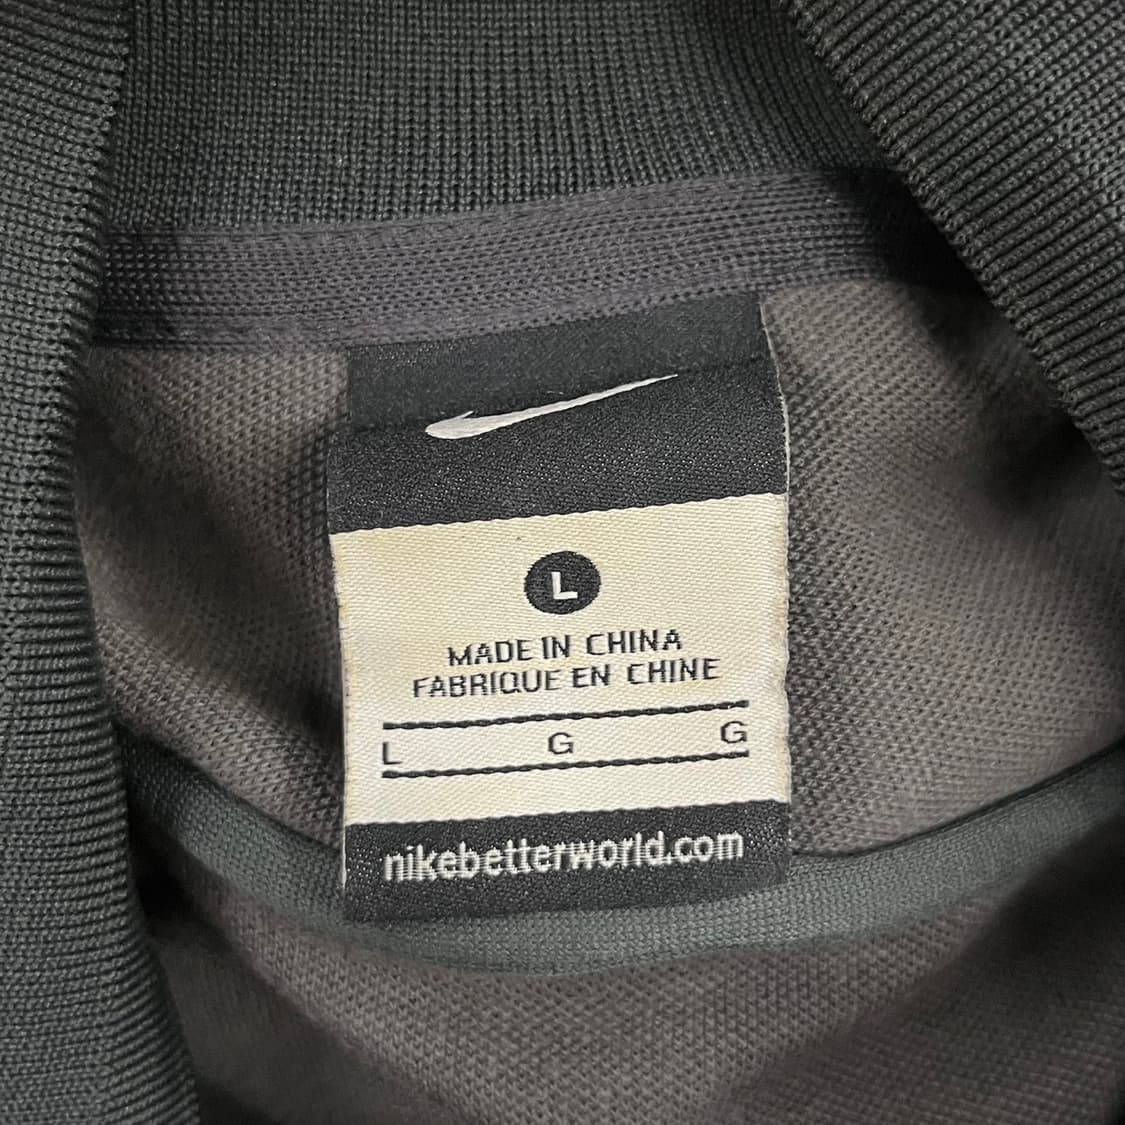 L
MADE IN CHINA
FABRIQUE EN CHINE
L G G
nikebetterworld.com